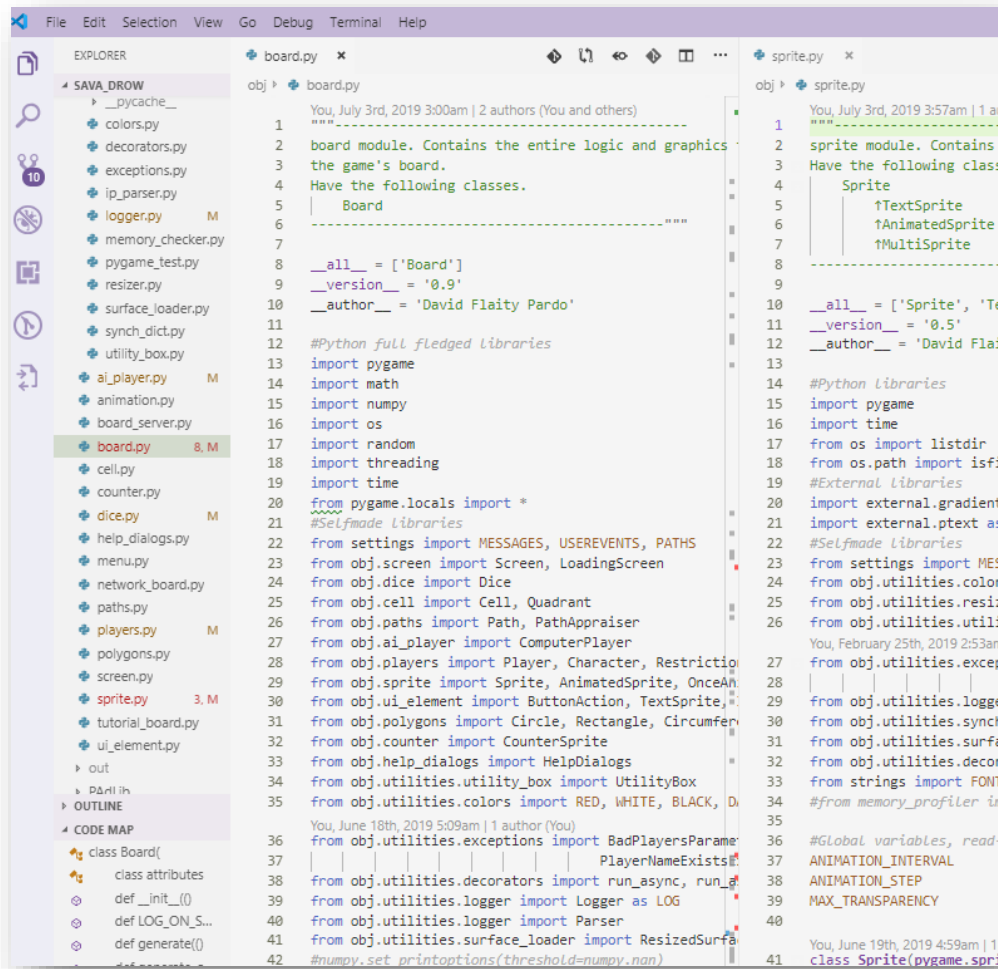 File Edit Selection View Go Debug Terminal Help
EXPLORER
SAVA_DROW
__pycache__
colors.py
decorators.py
exceptions.py
ip_parser.py
logger.py M
memory_checker.py
pygame_test.py
resizer.py
surface_loader.py
synch_dict.py
utility_box.py
ai_player.py M
animation.py
board_server.py
board.py 8, M
cell.py
counter.py
dice.py M
help_dialogs.py
menu.py
network_board.py
paths.py
players.py M
polygons.py
screen.py
sprite.py 3, M
tutorial_board.py
ui_element.py
out
PAdLib
OUTLINE
CODE MAP
class Board(
class attributes
def __init__(()
def LOG_ON_S...
def generate(()
10
board.py ×
obj board.py
You, July 3rd, 2019 3:00am | 2 authors (You and others)
1 """--------------------------------------------
2 board module. Contains the entire logic and graphics
3 the game's board.
4 Have the following classes.
5 Board
6 --------------------------------------------"""
7
8 __all__ = ['Board']
9 __version__ = '0.9'
10 __author__ = 'David Flaity Pardo'
11
12 #Python full fledged libraries
13 import pygame
14 import math
15 import numpy
16 import os
17 import random
18 import threading
19 import time
20 from pygame.locals import *
21 #Selfmade libraries
22 from settings import MESSAGES, USEREVENTS, PATHS
23 from obj.screen import Screen, LoadingScreen
24 from obj.dice import Dice
25 from obj.cell import Cell, Quadrant
26 from obj.paths import Path, PathAppraiser
27 from obj.ai_player import ComputerPlayer
28 from obj.players import Player, Character, Restrictio
29 from obj.sprite import Sprite, AnimatedSprite, OnceAn
30 from obj.ui_element import ButtonAction, TextSprite,
31 from obj.polygons import Circle, Rectangle, Circumfer
32 from obj.counter import CounterSprite
33 from obj.help_dialogs import HelpDialogs
34 from obj.utilities.utility_box import UtilityBox
35 from obj.utilities.colors import RED, WHITE, BLACK, D
You, June 18th, 2019 5:09am | 1 author (You)
36 from obj.utilities.exceptions import BadPlayersParame
37 PlayerNameExistsE
38 from obj.utilities.decorators import run_async, run_a
39 from obj.utilities.logger import Logger as LOG
40 from obj.utilities.logger import Parser
41 from obj.utilities.surface_loader import ResizedSurfa
42 #numpy.set_printoptions(threshold=numpy.nan)
sprite.py ×
obj sprite.py
You, July 3rd, 2019 3:57am | 1 au
1 """--------------------
2 sprite module. Contains
3 Have the following class
4 Sprite
5 ↑TextSprite
6 ↑AnimatedSprite
7 ↑MultiSprite
8 --------------------
9
10 __all__ = ['Sprite', 'Te
11 __version__ = '0.5'
12 __author__ = 'David Flai
13
14 #Python libraries
15 import pygame
16 import time
17 from os import listdir
18 from os.path import isfi
19 #External libraries
20 import external.gradient
21 import external.ptext as
22 #Selfmade libraries
23 from settings import MES
24 from obj.utilities.color
25 from obj.utilities.resiz
26 from obj.utilities.utili
You, February 25th, 2019 2:53am
27 from obj.utilities.excep
28
29 from obj.utilities.logge
30 from obj.utilities.synch
31 from obj.utilities.surfa
32 from obj.utilities.decor
33 from strings import FONT
34 #from memory_profiler im
35
36 #Global variables, read-
37 ANIMATION_INTERVAL
38 ANIMATION_STEP
39 MAX_TRANSPARENCY
40
You, June 19th, 2019 4:59am | 1
41 class Sprite(pygame.spri